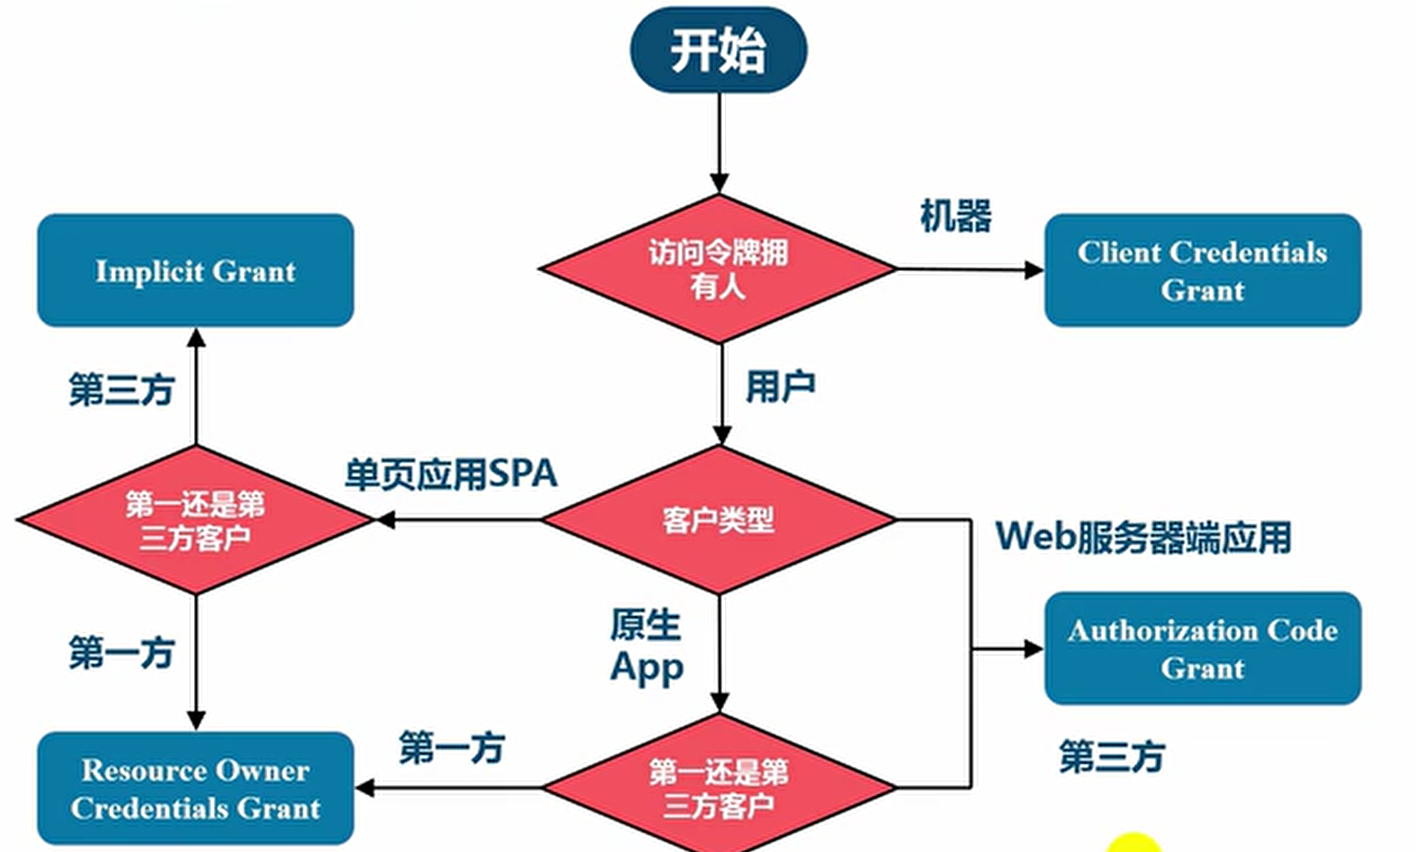 开始
机器
访问令牌拥
有人
Client Credentials
Grant
Implicit Grant
第三方
用户
单页应用SPA
第一还是第
三方客户
客户类型
Web服务器端应用
原生
App
第一方
Authorization Code
Grant
第三方
第一方
Resource Owner
Credentials Grant
第一还是第
三方客户